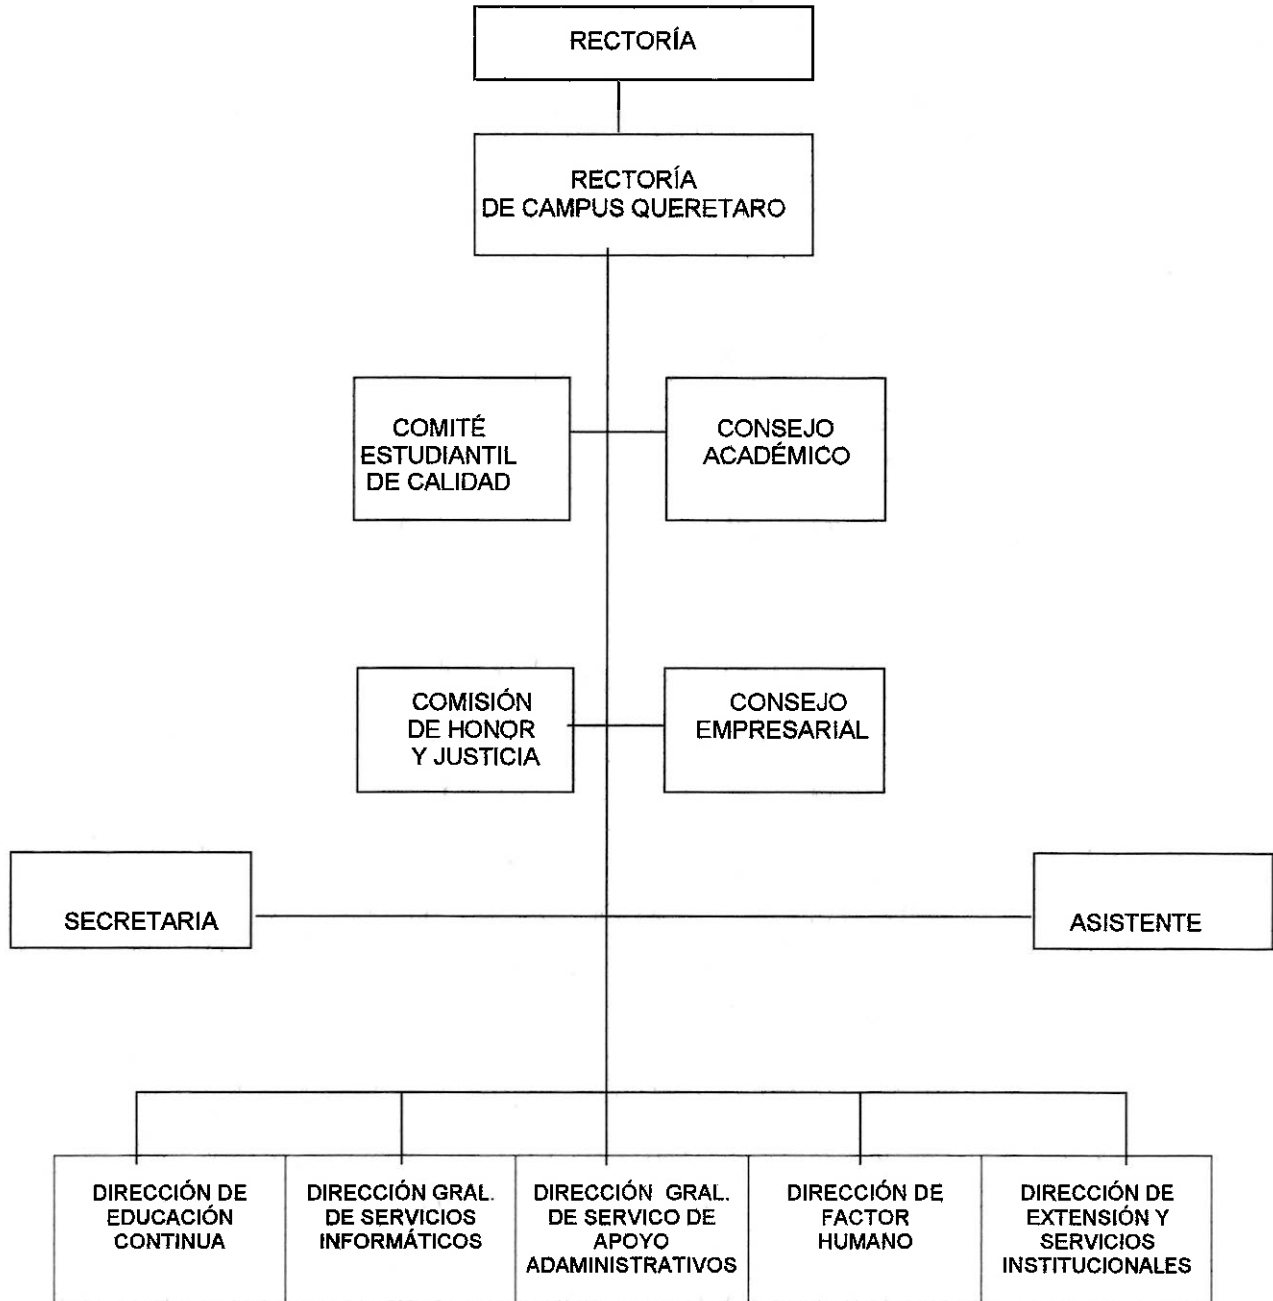 RECTORÍA
RECTORÍA
DE CAMPUS QUERETARO
COMITÉ
ESTUDIANTIL
DE CALIDAD
CONSEJO
ACADÉMICO
COMISIÓN
DE HONOR
Y JUSTICIA
CONSEJO
EMPRESARIAL
SECRETARIA
ASISTENTE
DIRECCIÓN DE
EDUCACIÓN
CONTINUA
DIRECCIÓN GRAL.
DE SERVICIOS
INFORMÁTICOS
DIRECCIÓN GRAL.
DE SERVICO DE
APOYO
ADAMINISTRATIVOS
DIRECCIÓN DE
FACTOR
HUMANO
DIRECCIÓN DE
EXTENSIÓN Y
SERVICIOS
INSTITUCIONALES